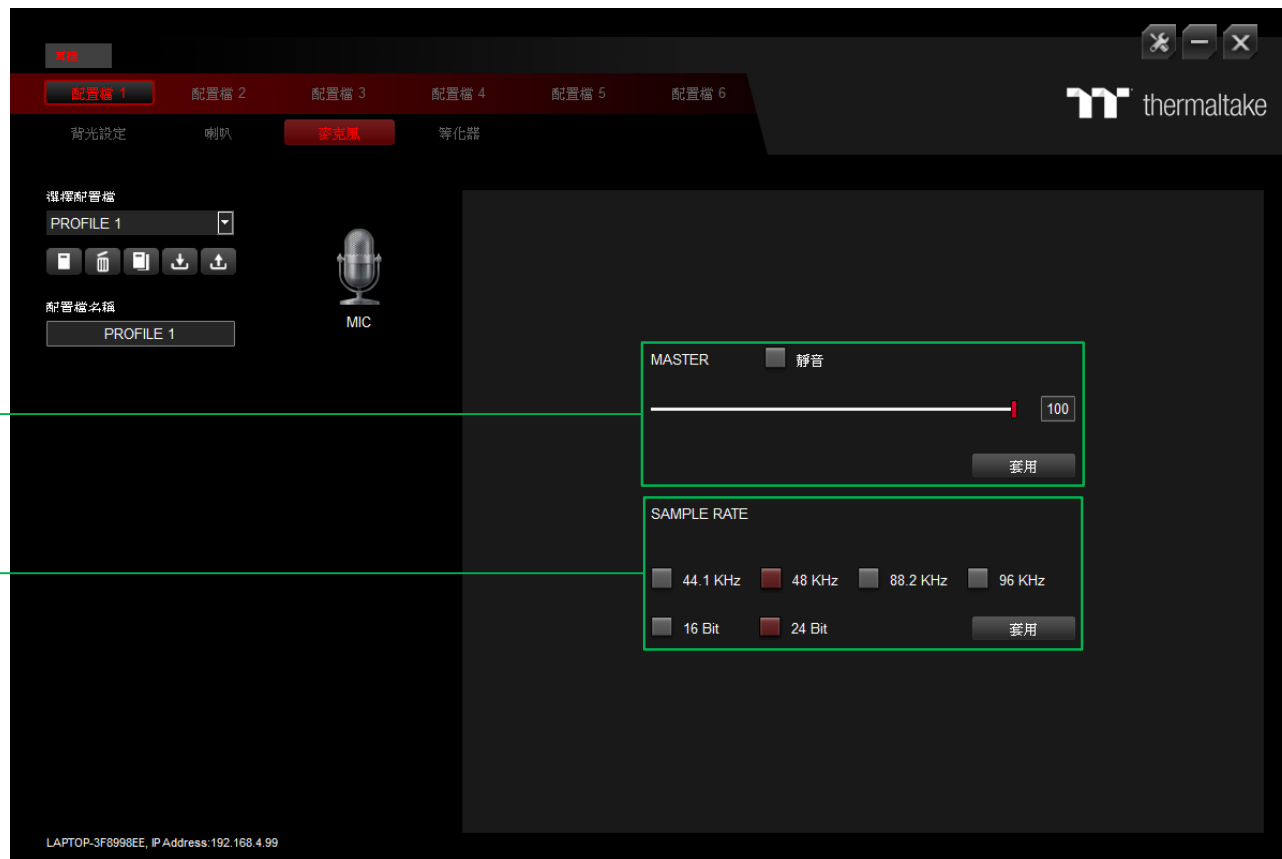 耳機
配置檔 1 配置檔 2 配置檔 3 配置檔 4 配置檔 5 配置檔 6
thermaltake
背光設定 喇叭 麥克風 等化器
選擇配置檔
PROFILE 1
配置檔名稱
PROFILE 1
MIC
MASTER 靜音
100
套用
SAMPLE RATE
44.1 KHz 48 KHz 88.2 KHz 96 KHz
16 Bit 24 Bit 套用
LAPTOP-3F8998EE, IP Address:192.168.4.99